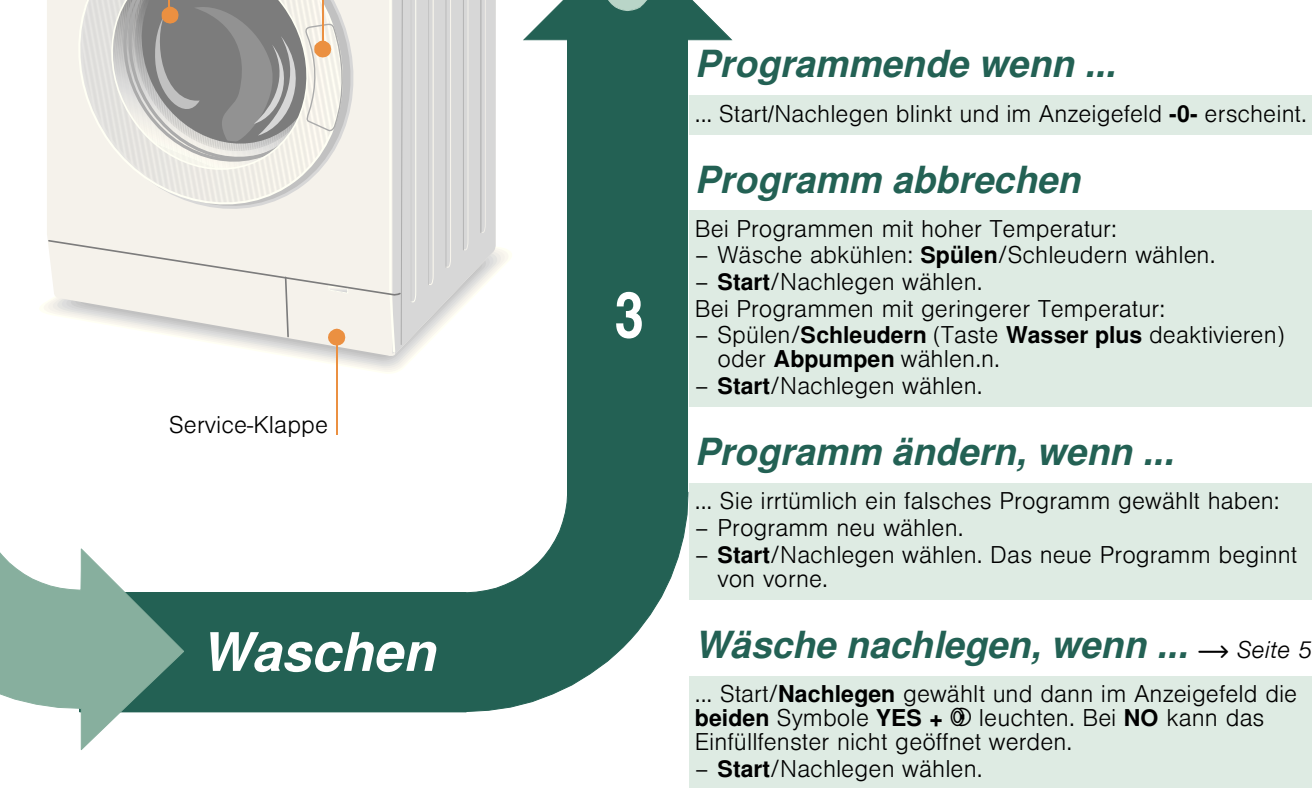 Programmende wenn ...
... Start/Nachlegen blinkt und im Anzeigefeld -0- erscheint.
Programm abbrechen
Bei Programmen mit hoher Temperatur:
– Wäsche abkühlen: Spülen/Schleudern wählen.
– Start/Nachlegen wählen.
Bei Programmen mit geringerer Temperatur:
– Spülen/Schleudern (Taste Wasser plus deaktivieren)
oder Abpumpen wählen.n.
– Start/Nachlegen wählen.
3
Service-Klappe
Programm ändern, wenn ...
... Sie irrtümlich ein falsches Programm gewählt haben:
– Programm neu wählen.
– Start/Nachlegen wählen. Das neue Programm beginnt
von vorne.
Waschen
Wäsche nachlegen, wenn ... → Seite 5
... Start/Nachlegen gewählt und dann im Anzeigefeld die
beiden Symbole YES + leuchten. Bei NO kann das
Einfüllfenster nicht geöffnet werden.
– Start/Nachlegen wählen.